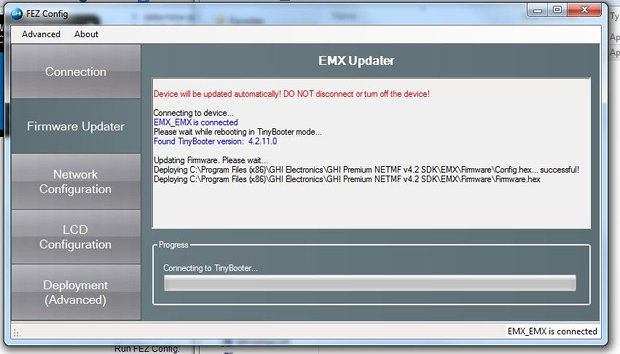 FEZ Config
Advanced About
Connection
Firmware Updater
Network
Configuration
LCD
Configuration
Deployment
(Advanced)
EMX Updater
Device will be updated automatically! DO NOT disconnect or turn off the device!
Connecting to device...
EMX_EMX is connected
Please wait while rebooting in TinyBooter mode...
Found TinyBooter version: 4.2.11.0
Updating Firmware. Please wait...
Deploying C:\Program Files (x86)\GHI Electronics\GHI Premium NETMF v4.2 SDK\EMX\Firmware\Config.hex... successful!
Deploying C:\Program Files (x86)\GHI Electronics\GHI Premium NETMF v4.2 SDK\EMX\Firmware\Firmware.hex
Progress
Connecting to TinyBooter...
EMX_EMX is connected
Run FEZ Config:
Ty
Ap
Ap